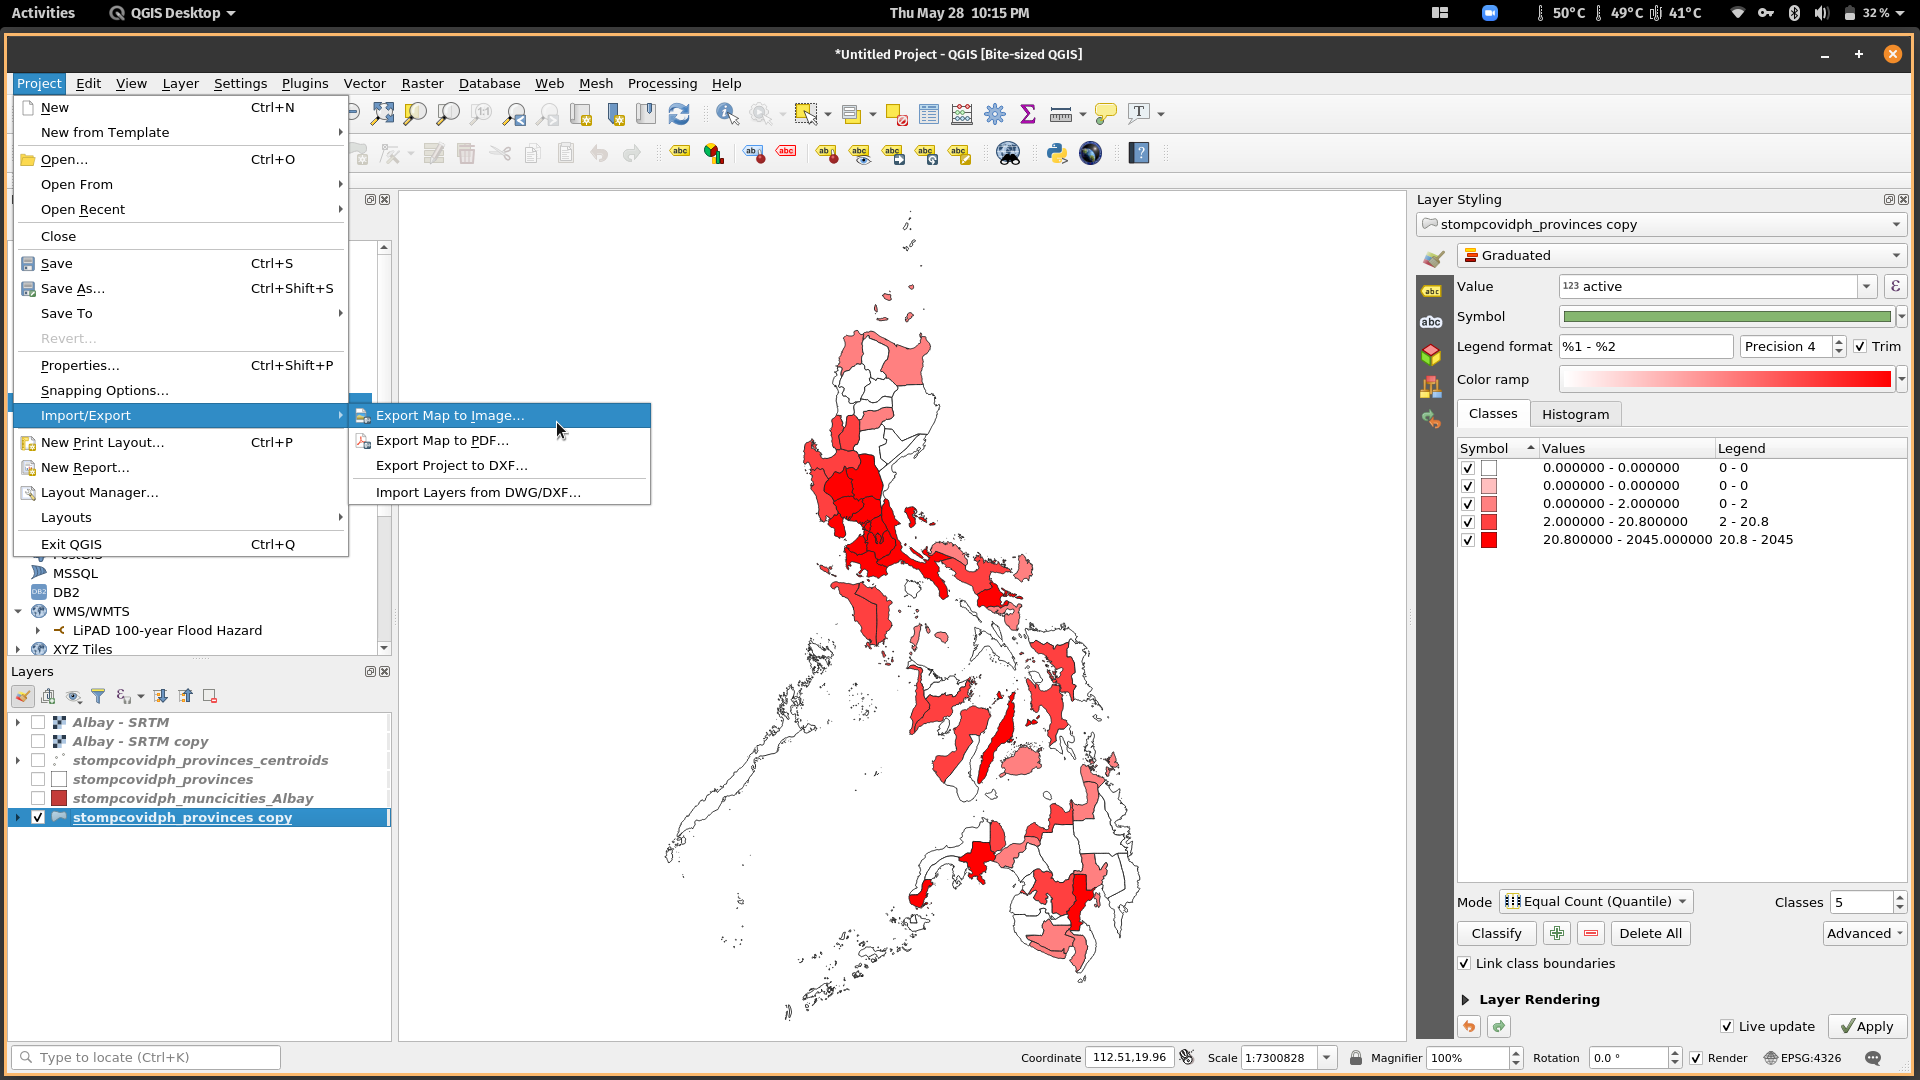 Activities
QGIS Desktop
Thu May 28 10:15 PM
50°C
49°C
41°C
32 %
*Untitled Project - QGIS [Bite-sized QGIS]
Project Edit View Layer Settings Plugins Vector Raster Database Web Mesh Processing Help
New Ctrl+N
New from Template
Open... Ctrl+O
Open From
Open Recent
Close
Save Ctrl+S
Save As... Ctrl+Shift+S
Save To
Revert...
Properties... Ctrl+Shift+P
Snapping Options...
Import/Export
New Print Layout... Ctrl+P
New Report...
Layout Manager...
Layouts
Exit QGIS Ctrl+Q
Export Map to Image...
Export Map to PDF...
Export Project to DXF...
Import Layers from DWG/DXF...
MSSQL
DB2
WMS/WMTS
LiPAD 100-year Flood Hazard
XYZ Tiles
Layers
Albay - SRTM
Albay - SRTM copy
stompcovidph_provinces_centroids
stompcovidph_provinces
stompcovidph_muncicities_Albay
stompcovidph_provinces copy
Layer Styling
stompcovidph_provinces copy
Graduated
Value 123 active
Symbol
Legend format %1 - %2 Precision 4 Trim
Color ramp
Classes Histogram
Symbol Values Legend
0.000000 - 0.000000 0 - 0
0.000000 - 0.000000 0 - 0
0.000000 - 2.000000 0 - 2
2.000000 - 20.800000 2 - 20.8
20.800000 - 2045.000000 20.8 - 2045
Mode Equal Count (Quantile) Classes 5
Classify Delete All Advanced
Link class boundaries
Layer Rendering
Live update Apply
Type to locate (Ctrl+K)
Coordinate 112.51,19.96 Scale 1:7300828 Magnifier 100% Rotation 0.0 ° Render EPSG:4326